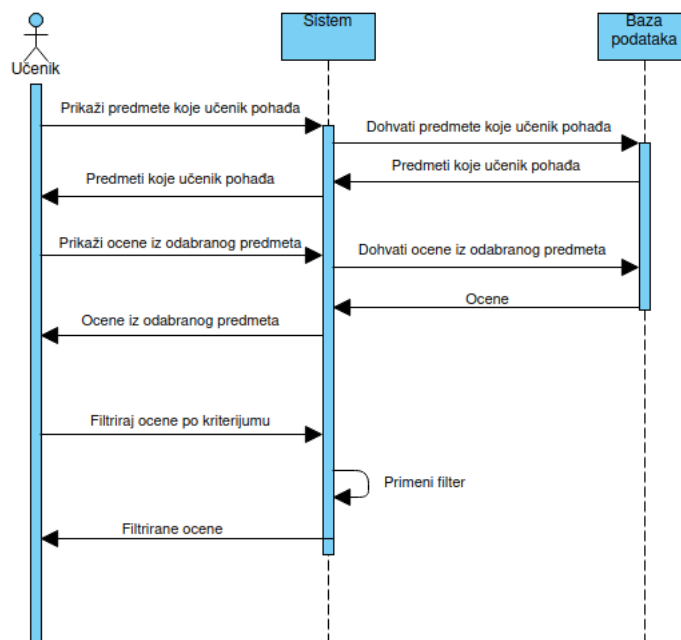 Sistem
Baza
podataka
Učenik
Prikaži predmete koje učenik pohađa
Dohvati predmete koje učenik pohađa
Predmeti koje učenik pohađa
Predmeti koje učenik pohađa
Prikaži ocene iz odabranog predmeta
Dohvati ocene iz odabranog predmeta
Ocene
Ocene iz odabranog predmeta
Filtriraj ocene po kriterijumu
Primeni filter
Filtrirane ocene